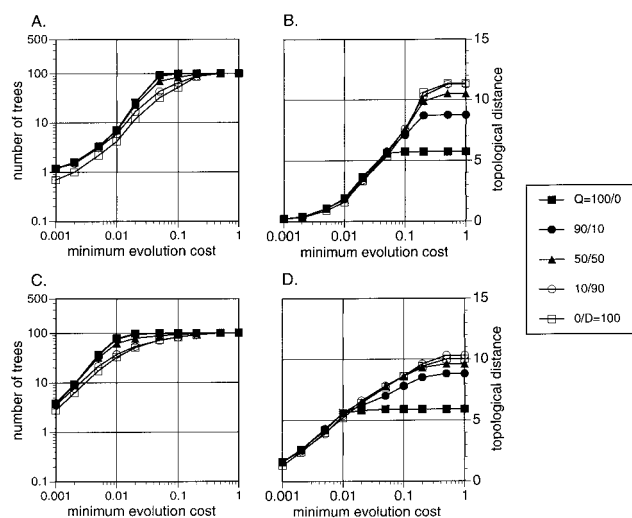 A.
500
100
10
1
0.1
number of trees
0.001 0.01 0.1 1
minimum evolution cost
B.
15
10
5
0
topological distance
0.001 0.01 0.1 1
minimum evolution cost
C.
500
100
10
1
0.1
number of trees
0.001 0.01 0.1 1
minimum evolution cost
D.
15
10
5
0
topological distance
0.001 0.01 0.1 1
minimum evolution cost
Q=100/0
90/10
50/50
10/90
0/D=100